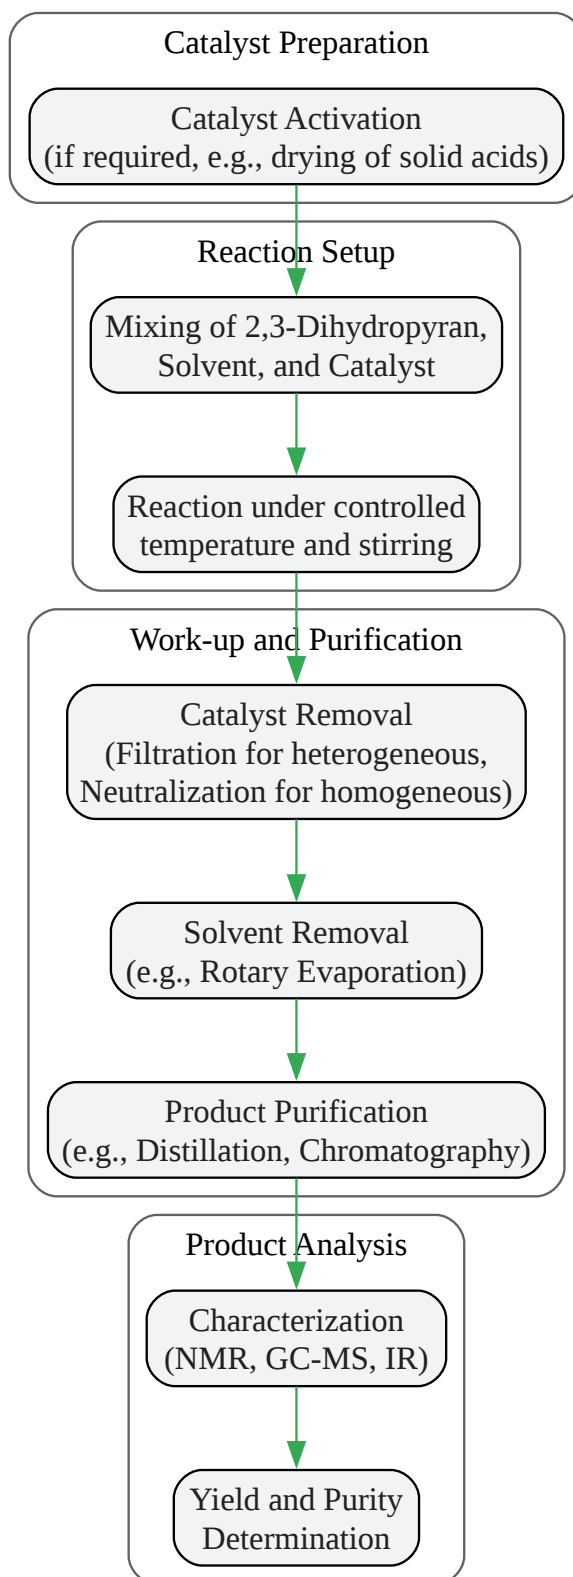 Catalyst Preparation
Catalyst Activation
(if required, e.g., drying of solid acids)
Reaction Setup
Mixing of 2,3-Dihydropyran,
Solvent, and Catalyst
Reaction under controlled
temperature and stirring
Work-up and Purification
Catalyst Removal
(Filtration for heterogeneous,
Neutralization for homogeneous)
Solvent Removal
(e.g., Rotary Evaporation)
Product Purification
(e.g., Distillation, Chromatography)
Product Analysis
Characterization
(NMR, GC-MS, IR)
Yield and Purity
Determination